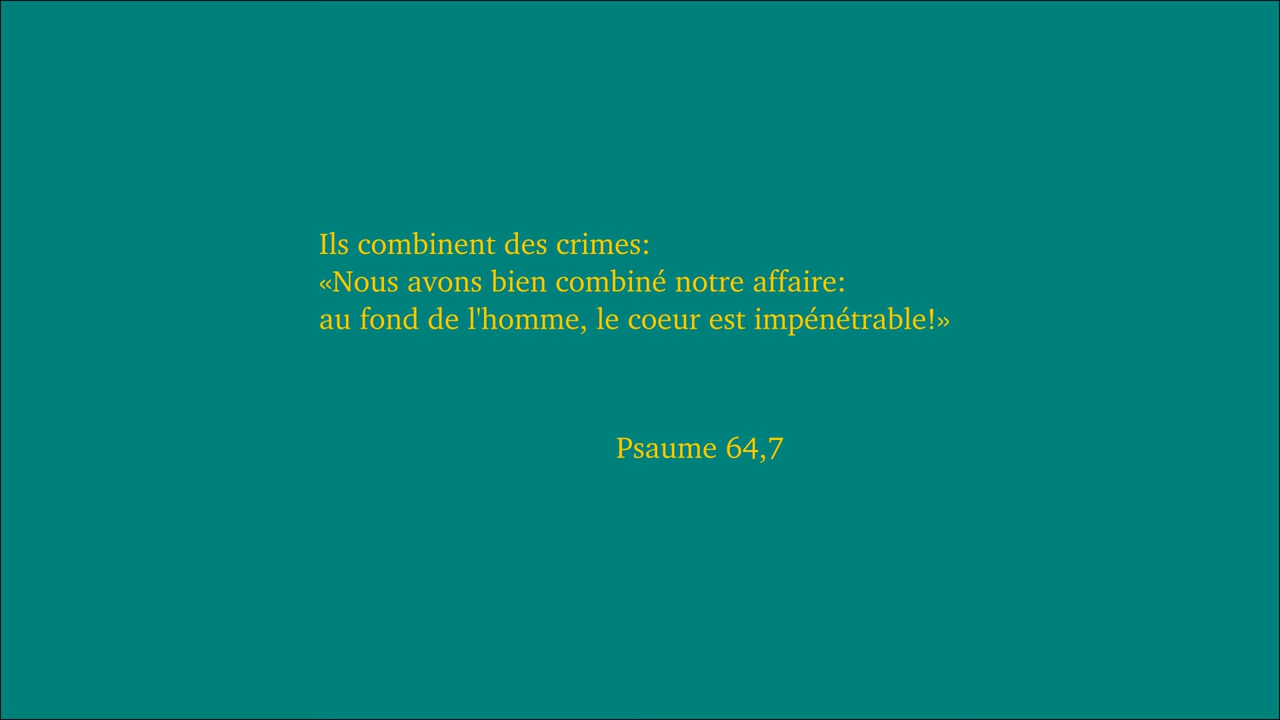 Ils combinent des crimes:
«Nous avons bien combiné notre affaire:
au fond de l'homme, le coeur est impénétrable!»
Psaume 64,7